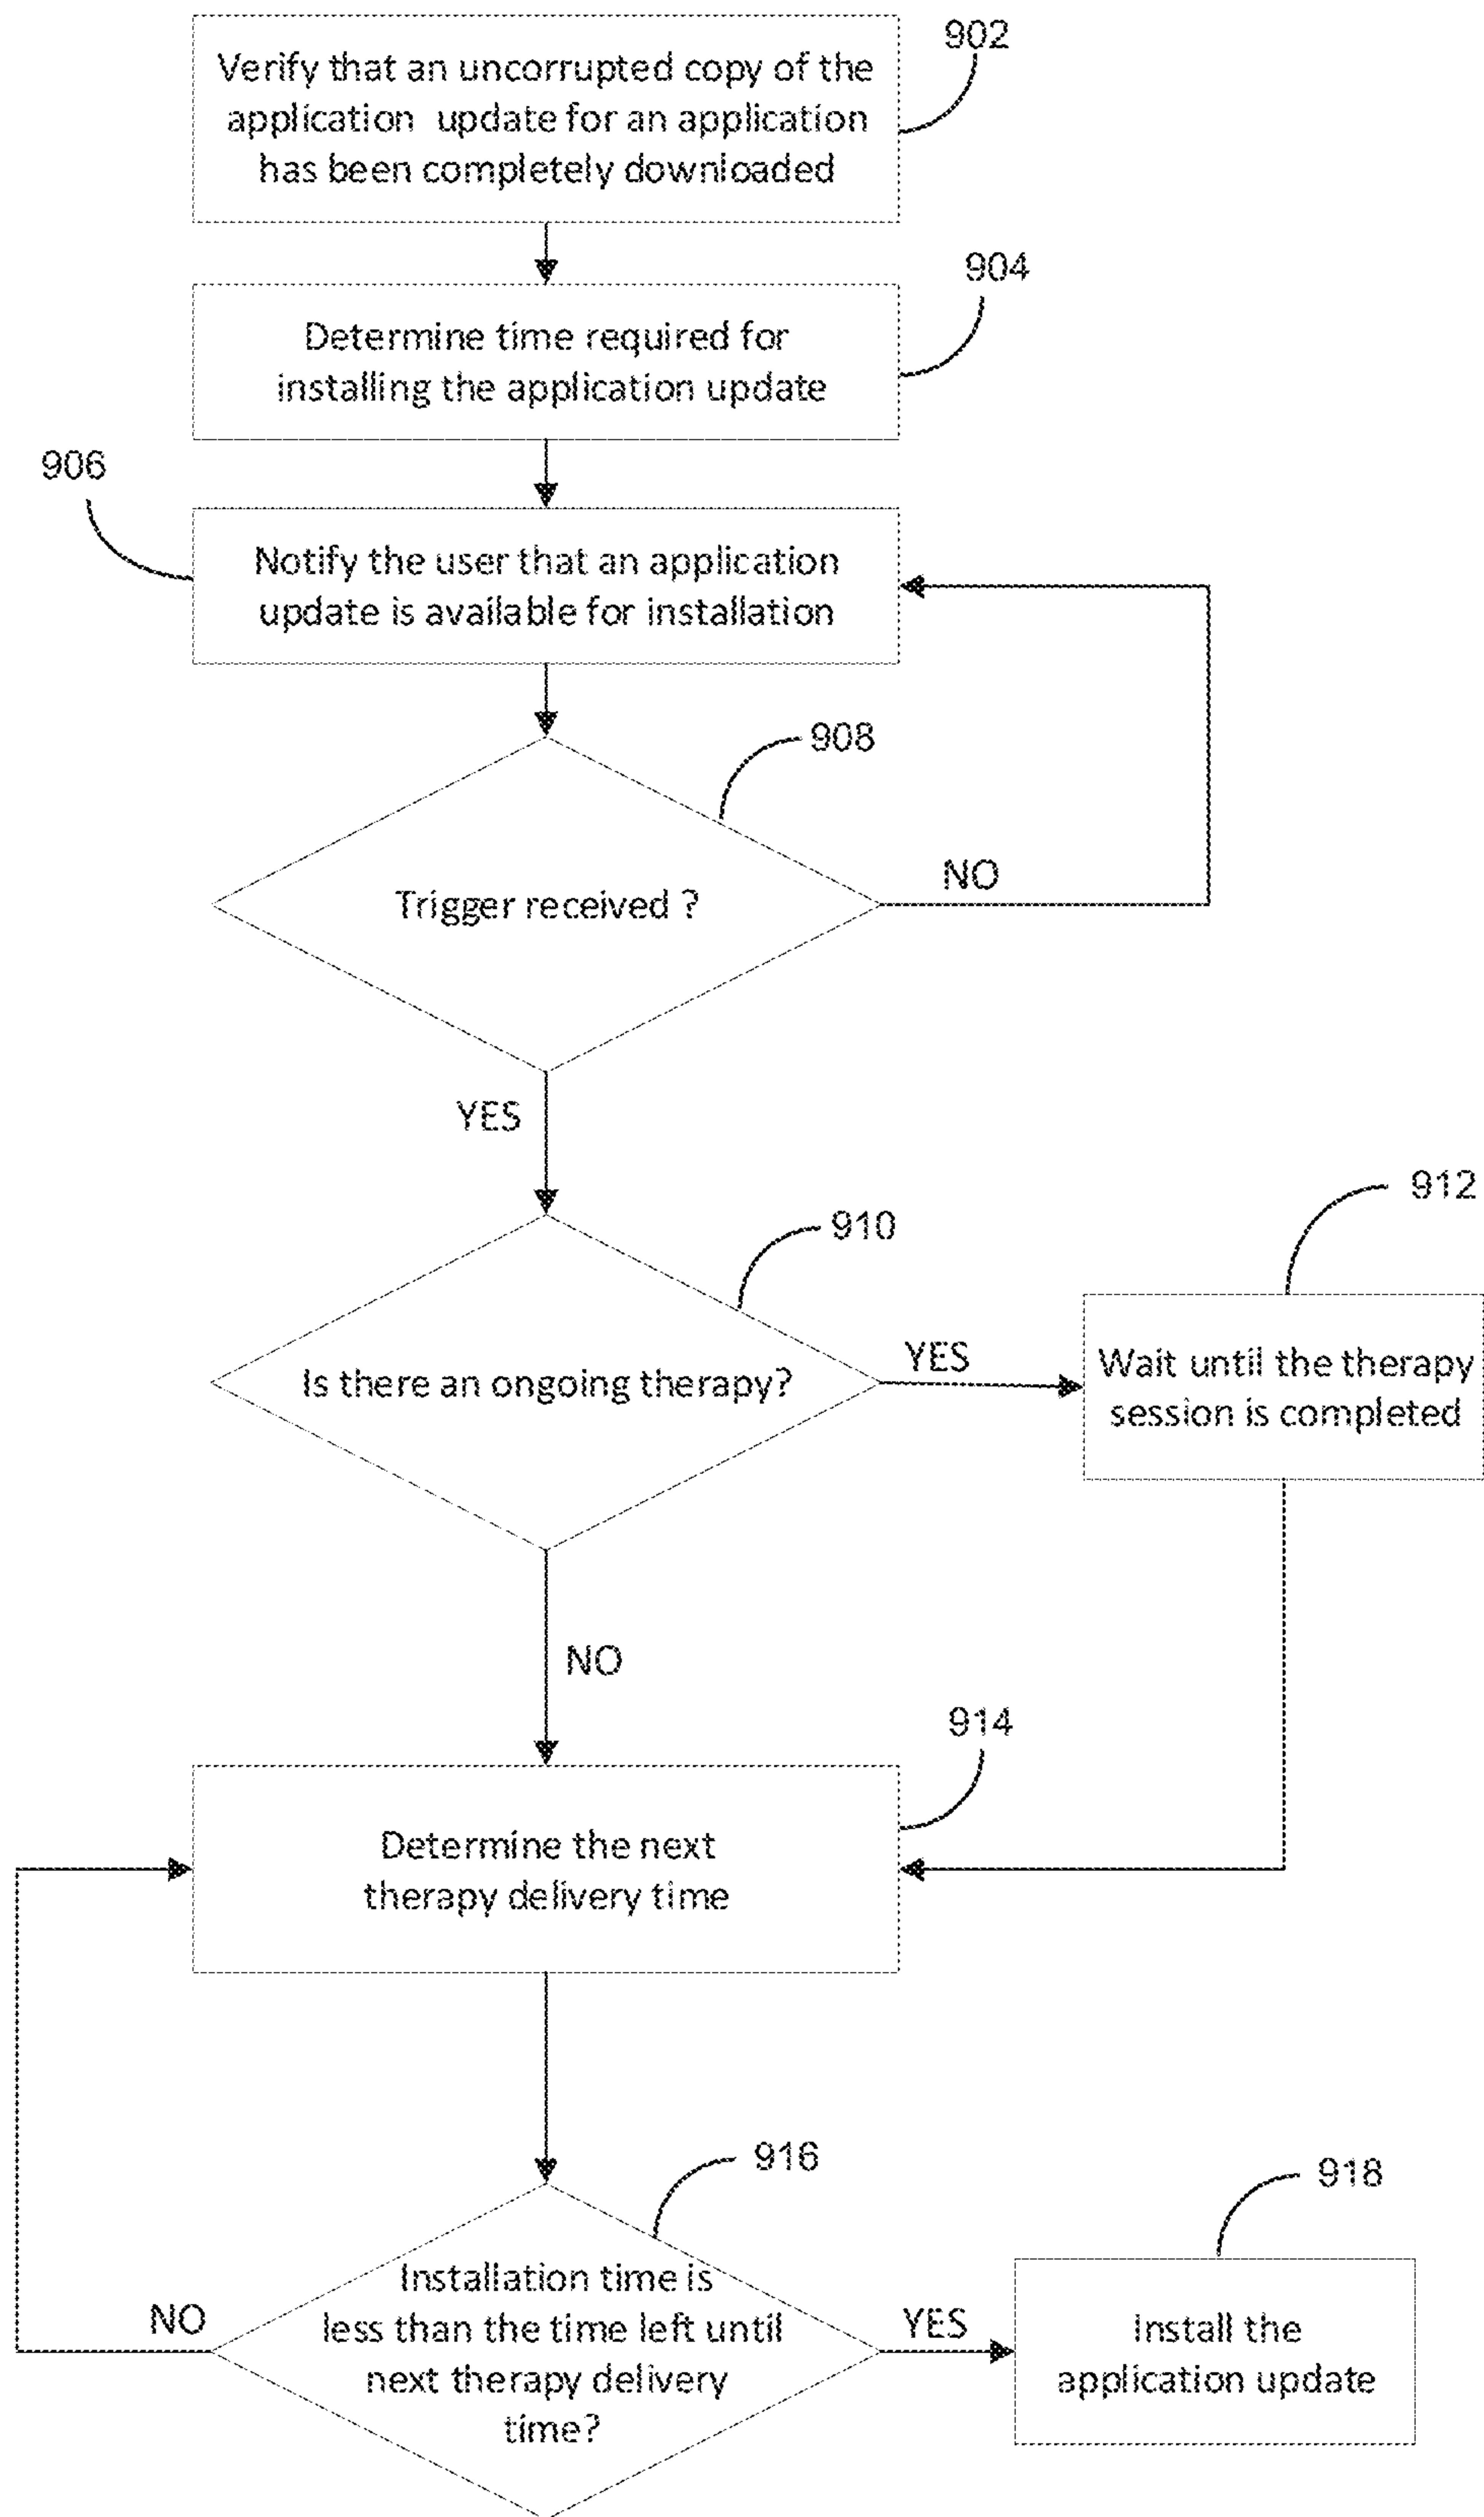 902
Verify that an uncorrupted copy of the
application update for an application
has been completely downloaded
904
Determine time required for
installing the application update
906
Notify the user that an application
update is available for installation
908
Trigger received ?
NO
YES
910
912
Is there an ongoing therapy?
YES
Wait until the therapy
session is completed
NO
914
Determine the next
therapy delivery time
916
918
Installation time is
less than the time left until
next therapy delivery
time?
NO
YES
Install the
application update